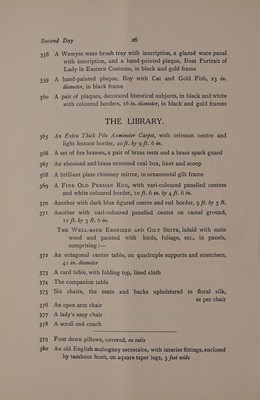 Second Day 26
358 A Wemyss ware brush tray with inscription, a glazed ware panel
with inscription, and a hand-painted plaque, Bust Portrait of
Lady in Eastern Costume, in black and gold frame
359 A hand-painted plaque, Boy with Cat and Gold Fish, 23 in.
diameter, in black frame
360 A pair of plaques, decorated historical subjects, in black and white
with coloured borders, 16 in. diameter, in black and gold frames
THE LIBRARY.
365 An Extra Thick Pile Axminster Carpet, with crimson centre and
light festoon border, 20 ft. by 9 ft. 6 in.
366 A set of fire brasses, a pair of brass rests and a brass spark guard
367 An ebonised and brass mounted coal box, liner and scoop
368 A brilliant plate chimney mirror, in ornamental gilt frame
369 A Fine Old Persian Rug, with vari-coloured panelled centres
and white coloured border, 10 ft. 6 in. by 4 ft. 6 in.
370 Another with dark blue figured centre and red border, 9 ft. by 5 ft.
371 Another with vari-coloured panelled centre on camel ground,
11 ft. by 3 ft. 6 in.
The Well-made Ebonized and Gilt Suite, inlaid with satin
wood and painted with birds, foliage, etc., in panels,
comprising :—
372 An octagonal centre table, on quadruple supports and stretchers,
41 in. diameter
373 A card table, with folding top, lined cloth
374 The companion table
375 Six chairs, the seats and backs upholstered in floral silk,
at per chair
376 An open arm chair
377 A lady's easy chair
378 A scroll end couch
379 Four down pillows, covered, en suite
380 An old English mahogany secretaire, with interior fittings, enclosed
by tambour front, on square taper legs, 3 feet wide